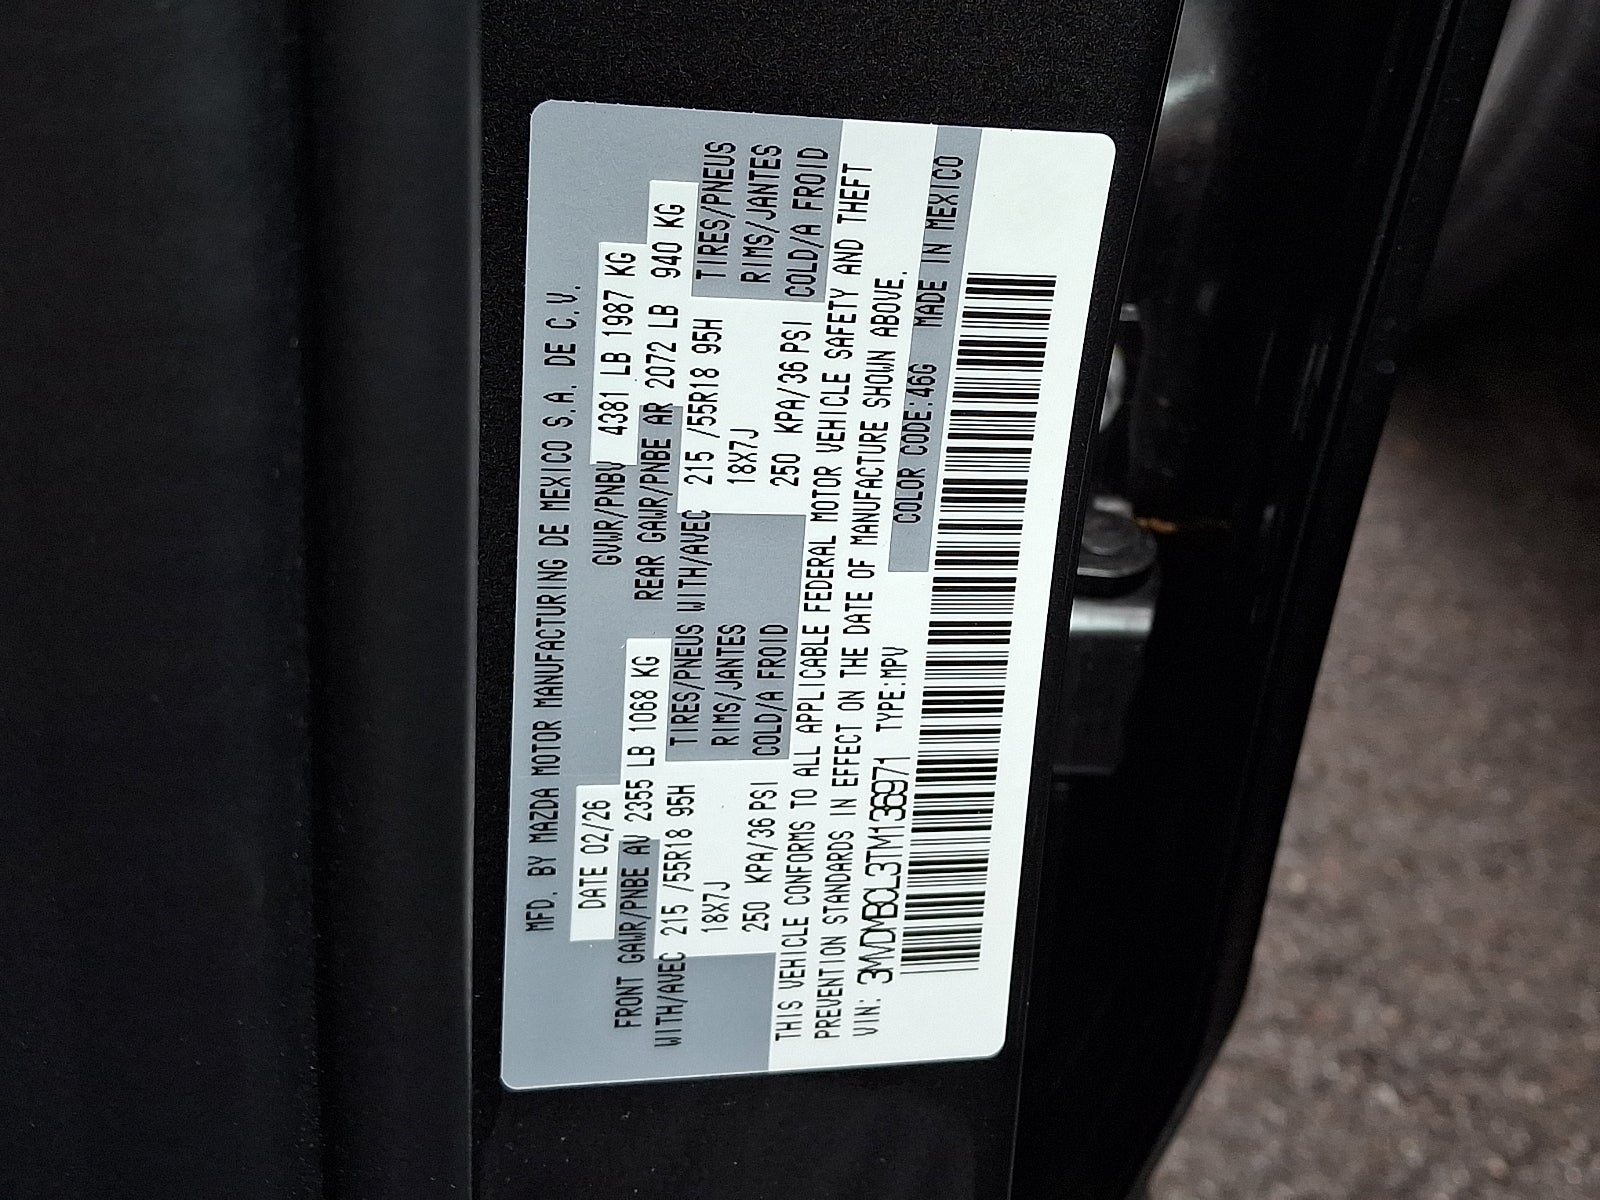 MFD. BY MAZDA MOTOR MANUFACTURING DE MEXICO S.A. DE C.V.
DATE 02/26 GVWR/PNBV 4381 LB 1987 KG
FRONT GAWR/PNBE AV 2355 LB 1068 KG REAR GAWR/PNBE AR 2072 LB 940 KG
WITH/AVEC 215 /55R18 95H TIRES/PNEUS WITH/AVEC 215 /55R18 95H TIRES/PNEUS
18X7J RIMS/JANTES 18X7J RIMS/JANTES
250 KPA/36 PSI COLD/A FROID 250 KPA/36 PSI COLD/A FROID
THIS VEHICLE CONFORMS TO ALL APPLICABLE FEDERAL MOTOR VEHICLE SAFETY AND THEFT
PREVENTION STANDARDS IN EFFECT ON THE DATE OF MANUFACTURE SHOWN ABOVE.
VIN: 3MVDMBCL3TM136971 TYPE:MPV COLOR CODE:46G MADE IN MEXICO